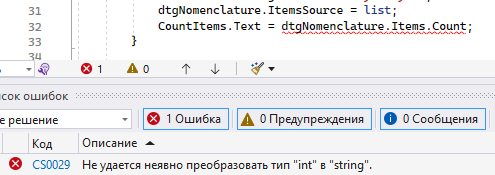 31 dtgNomenclature.ItemsSource = list;
32 CountItems.Text = dtgNomenclature.Items.Count;
33 }
1 0
сок ошибок
е решение 1 Ошибка 0 Предупреждения 0 Сообщения
Код Описание
CS0029 Не удается неявно преобразовать тип "int" в "string".